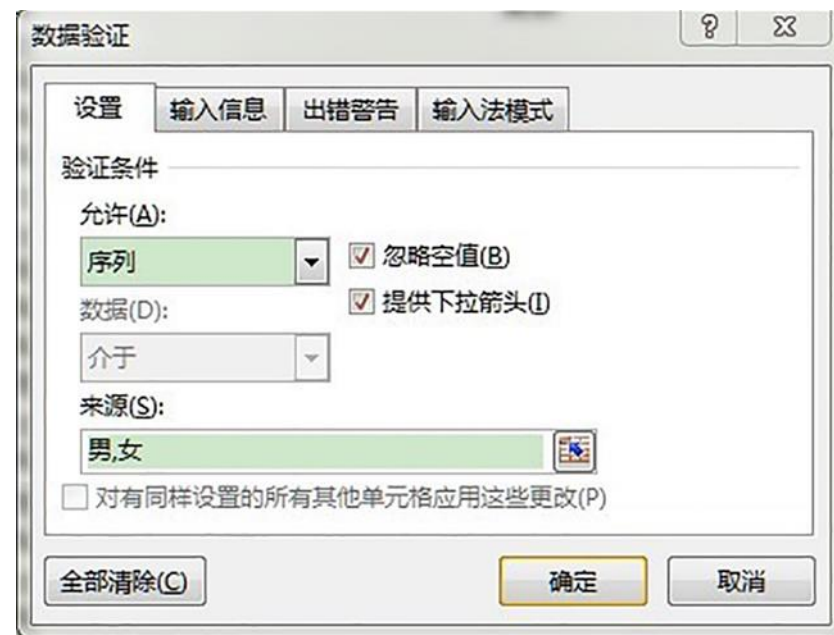 数据验证
设置 输入信息 出错警告 输入法模式
验证条件
允许(A):
序列 忽略空值(B)
数据(D): 提供下拉箭头(I)
介于
来源(S):
男,女
对有同样设置的所有其他单元格应用这些更改(P)
全部清除(C) 确定 取消